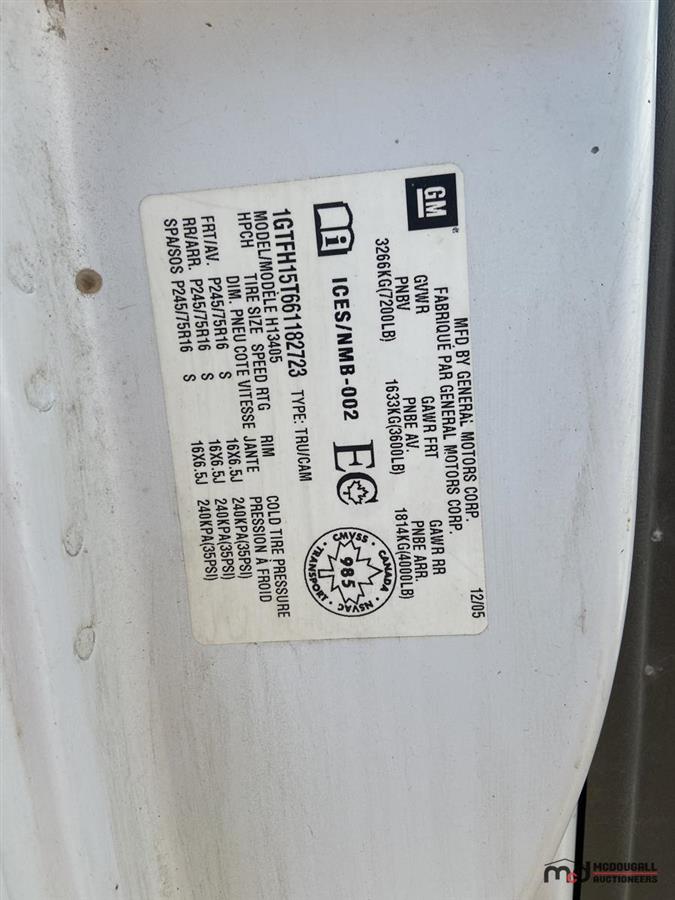 GM
MFD BY GENERAL MOTORS CORP. 12/05
FABRIQUÉ PAR GENERAL MOTORS CORP.
GVWR GAWR FRT GAWR RR
PNBV PNBE AV. PNBE ARR.
3266KG(7200LB) 1633KG(3600LB) 1814KG(4000LB)
i ICES/NMB-002 EC
CMVSS · CANADA · NSVAC · TRANSPORT ·
985
1GTFH15T661182723 TYPE: TRU/CAM
MODEL/MODÈLE H13405
HPCH TIRE SIZE SPEED RTG RIM COLD TIRE PRESSURE
DIM. PNEU COTE VITESSE JANTE PRESSION À FROID
FRT/AV. P245/75R16 S 16X6.5J 240KPA(35PSI)
RR/ARR. P245/75R16 S 16X6.5J 240KPA(35PSI)
SPA/SOS P245/75R16 S 16X6.5J 240KPA(35PSI)
MCDOUGALL
AUCTIONEERS